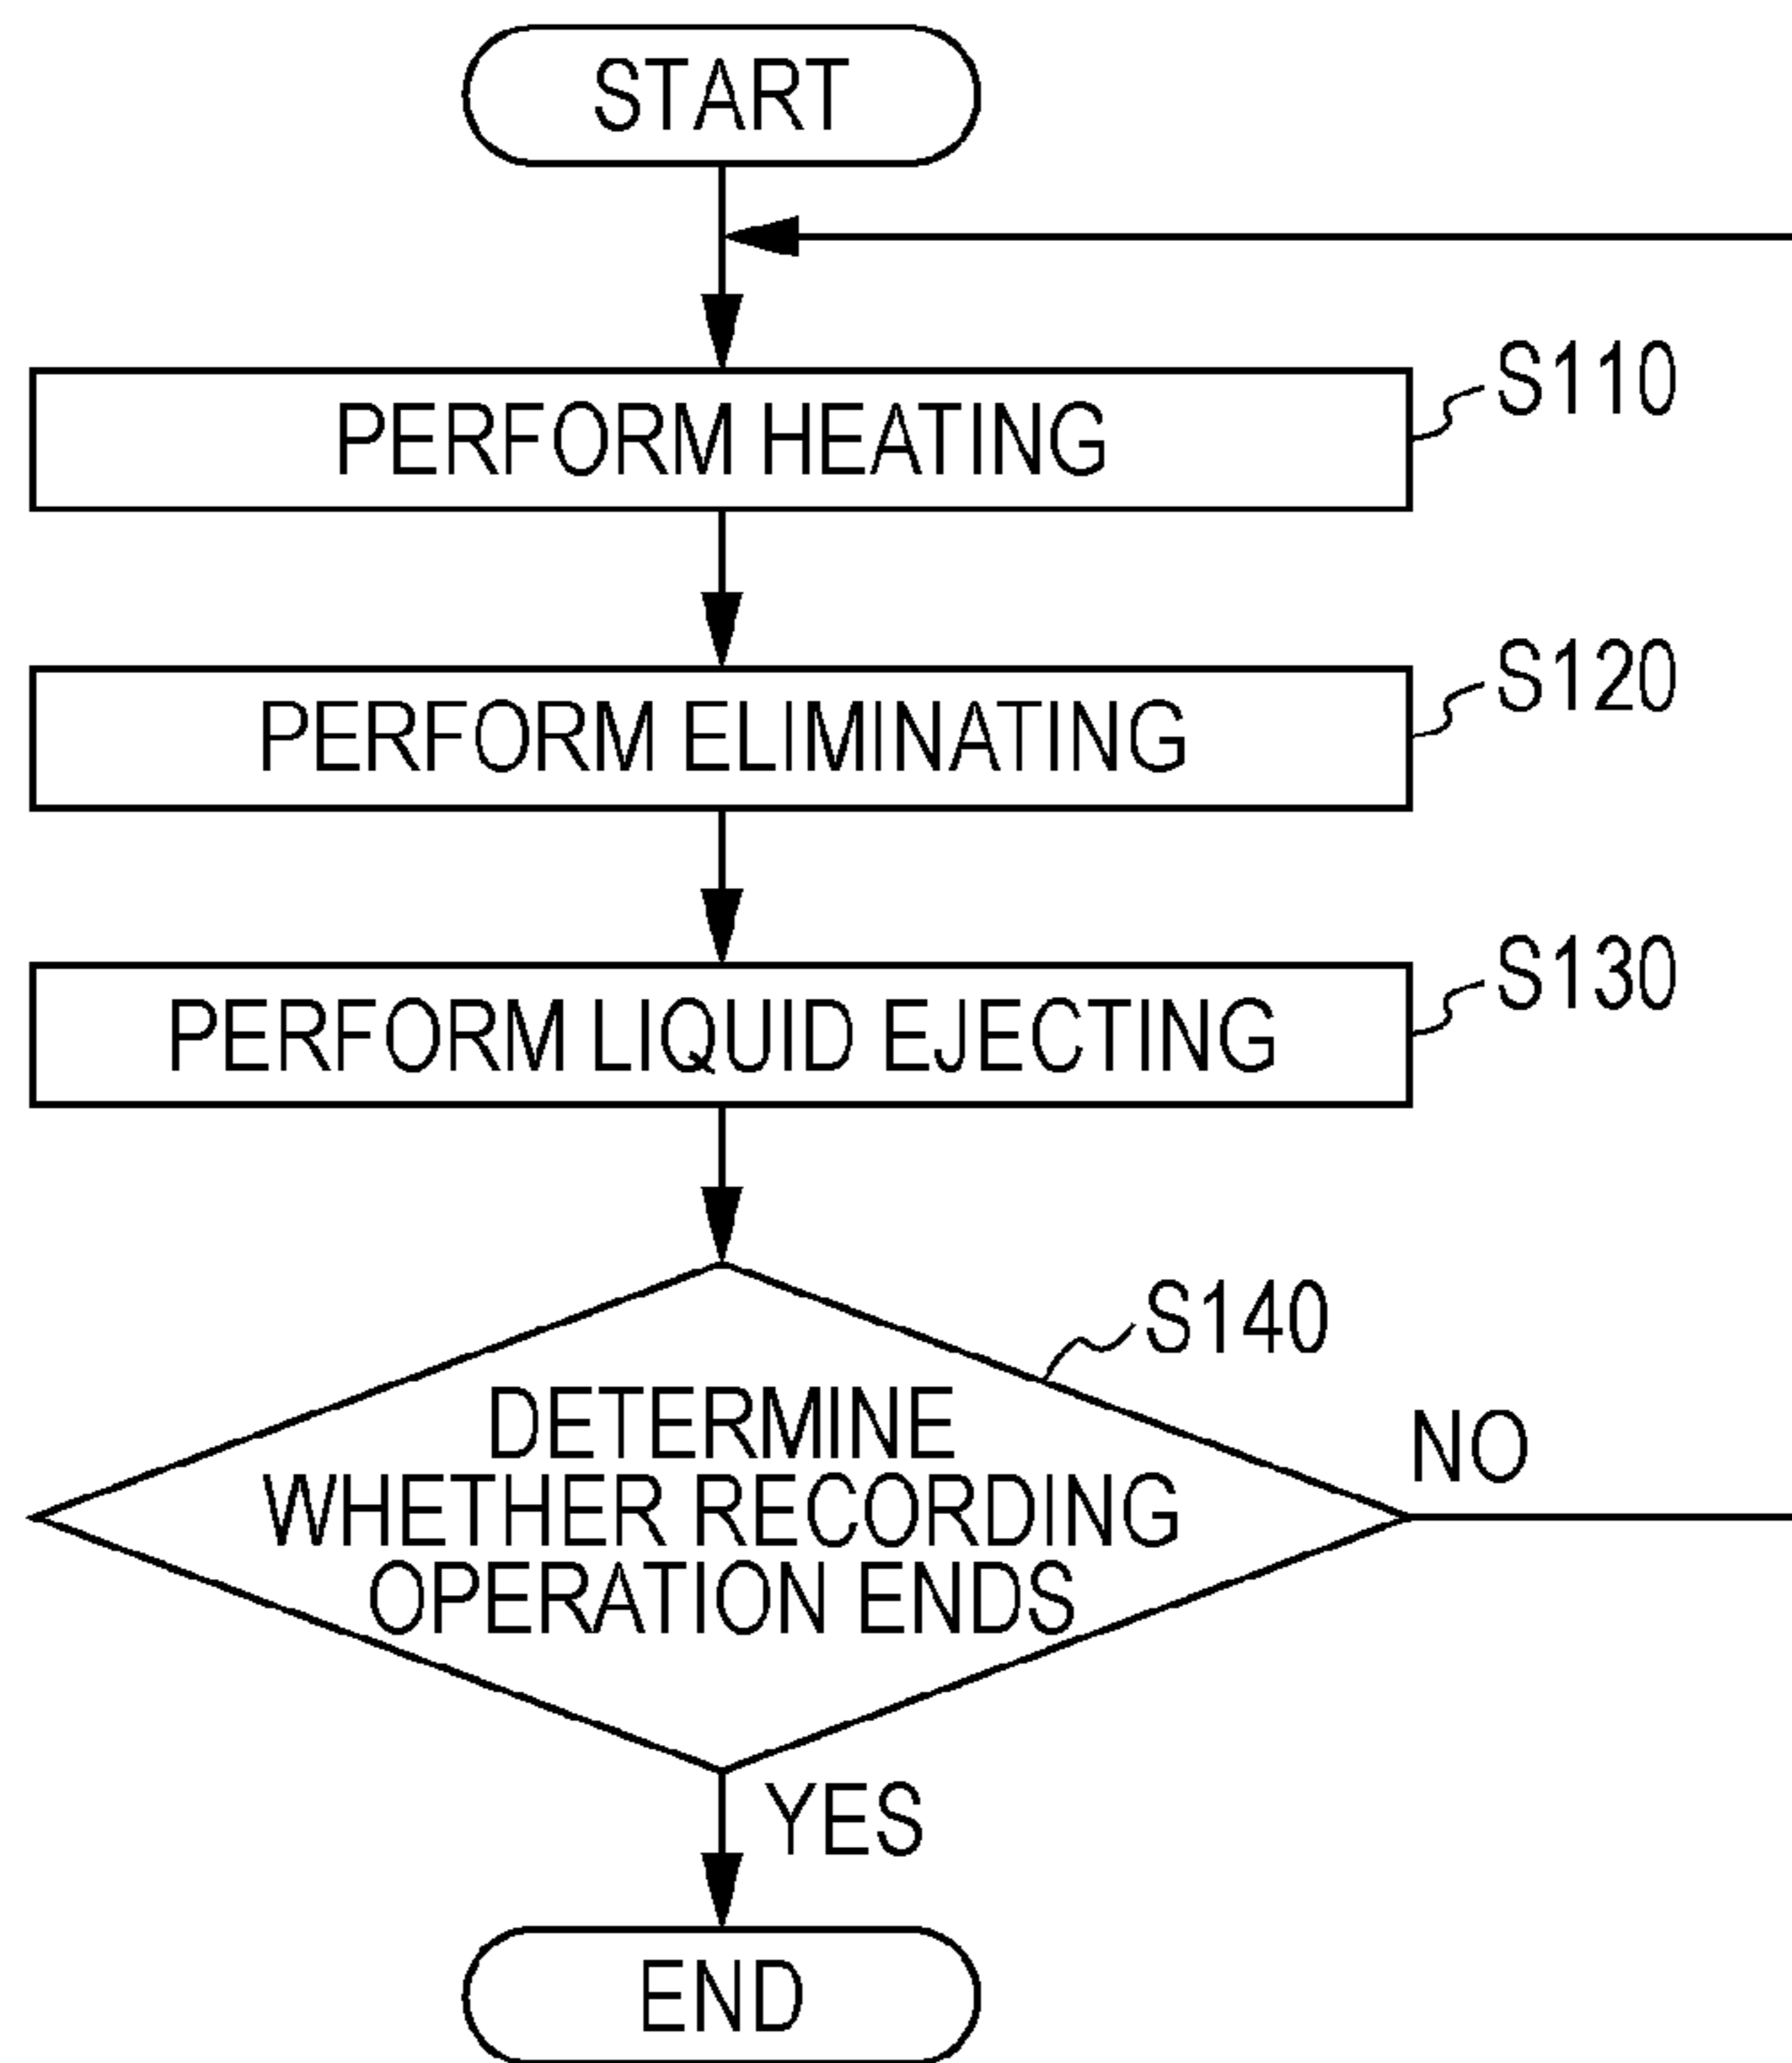 START
PERFORM HEATING
S110
PERFORM ELIMINATING
S120
PERFORM LIQUID EJECTING
S130
S140
DETERMINE
WHETHER RECORDING
OPERATION ENDS
NO
YES
END